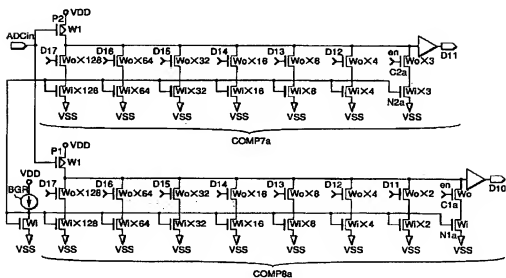 VDD
P2
ADCin
W1
D17 D16 D15 D14 D13 D12 en D11
Wo×128 Wo×64 Wo×32 Wo×16 Wo×8 Wo×4 Wo×3
C2a
Wi×128 Wi×64 Wi×32 Wi×16 Wi×8 Wi×4 Wi×3
N2a
VSS VSS VSS VSS VSS VSS VSS
COMP7a
P1 VDD
W1
VDD
D17 D16 D15 D14 D13 D12 D11 en D10
BGR
Wo×128 Wo×64 Wo×32 Wo×16 Wo×8 Wo×4 Wo×2 Wo
C1a
Wi Wi×128 Wi×64 Wi×32 Wi×16 Wi×8 Wi×4 Wi×2 Wi
N1a
VSS VSS VSS VSS VSS VSS VSS VSS VSS
COMP8a